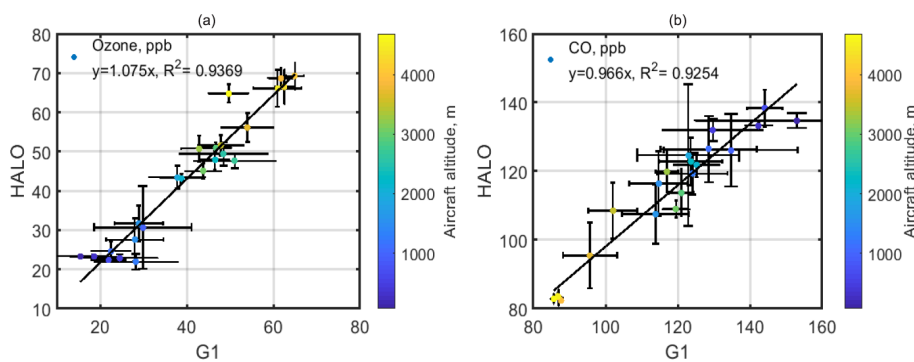 (a)
Ozone, ppb
y=1.075x, R2= 0.9369
HALO
80
70
60
50
40
30
20
10
20
40
60
80
G1
4000
3000
2000
1000
Aircraft altitude, m
(b)
CO, ppb
y=0.966x, R2= 0.9254
HALO
160
140
120
100
80
80
100
120
140
160
G1
4000
3000
2000
1000
Aircraft altitude, m